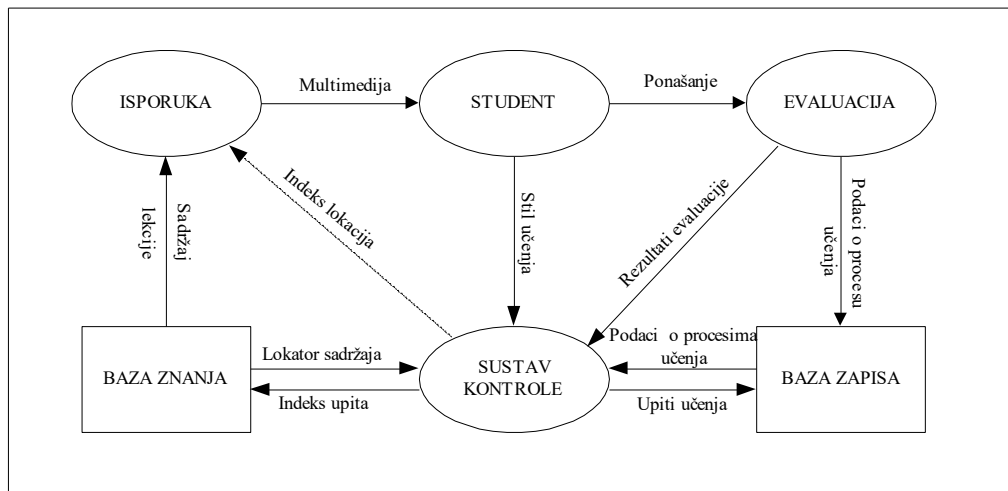 Multimedija
Ponašanje
ISPORUKA
STUDENT
EVALUACIJA
Sadržaj
lekcije
Indeks lokacija
Stil učenja
Rezultati evaluacije
Podaci o procesu
učenja
Lokator sadržaja
Podaci o procesima
učenja
BAZA ZNANJA
SUSTAV
KONTROLE
BAZA ZAPISA
Indeks upita
Upiti učenja